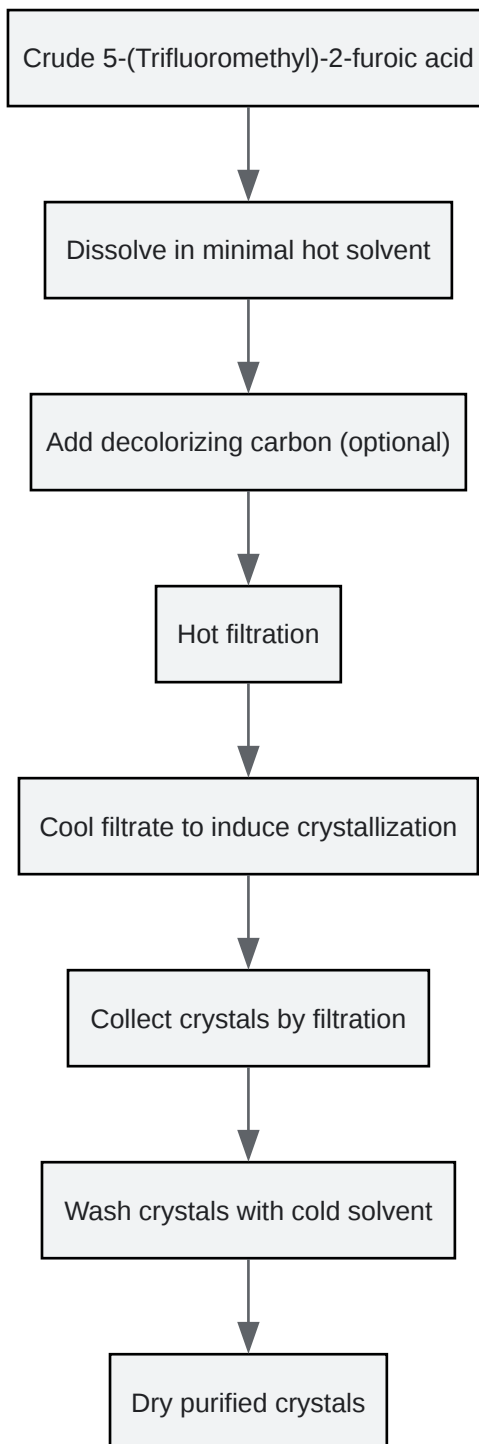 Crude 5-(Trifluoromethyl)-2-furoic acid
Dissolve in minimal hot solvent
Add decolorizing carbon (optional)
Hot filtration
Cool filtrate to induce crystallization
Collect crystals by filtration
Wash crystals with cold solvent
Dry purified crystals